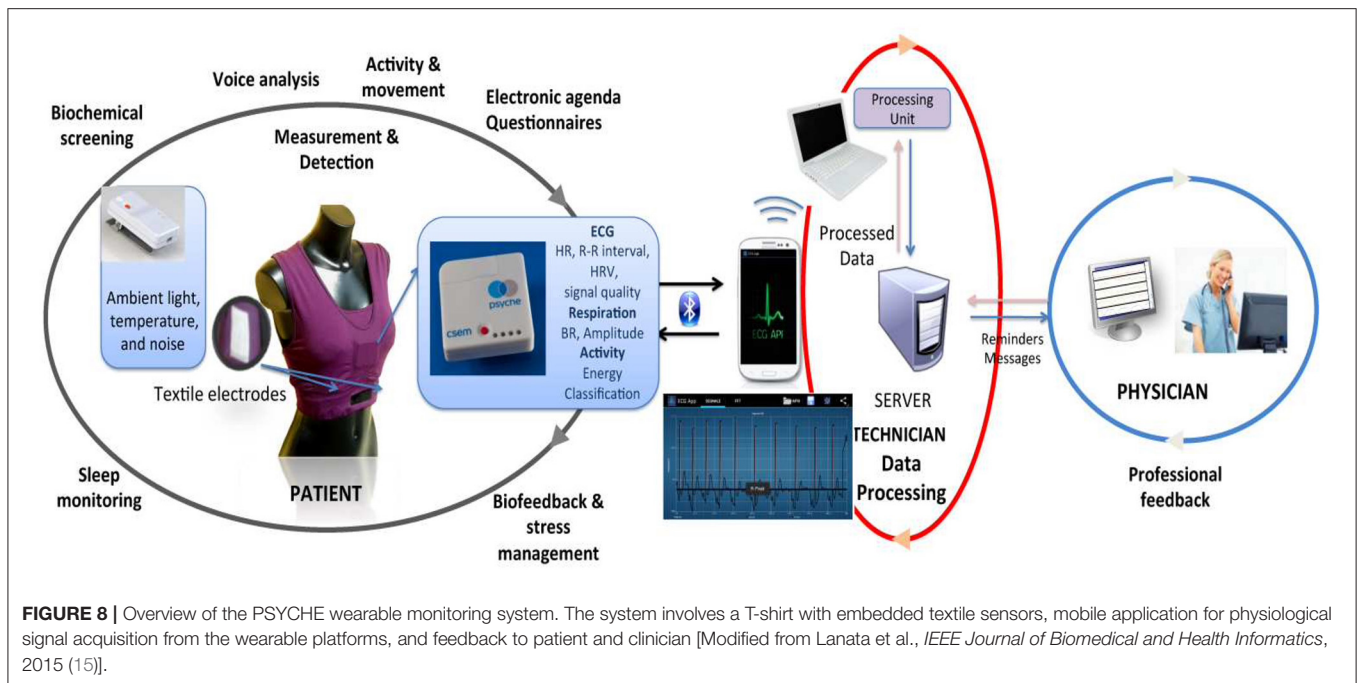 Voice analysis
Activity &
movement
Biochemical
screening
Electronic agenda
Questionnaires
Measurement &
Detection
Ambient light,
temperature,
and noise
Textile electrodes
psyche
csem
ECG
HR, R-R interval,
HRV,
signal quality
Respiration
BR, Amplitude
Activity
Energy
Classification
Sleep
monitoring
PATIENT
Biofeedback &
stress
management
ECG API
ECG App
R-Peak
Processing
Unit
Processed
Data
SERVER
TECHNICIAN
Data
Processing
Reminders
Messages
PHYSICIAN
Professional
feedback
FIGURE 8 | Overview of the PSYCHE wearable monitoring system. The system involves a T-shirt with embedded textile sensors, mobile application for physiological
signal acquisition from the wearable platforms, and feedback to patient and clinician [Modified from Lanata et al., IEEE Journal of Biomedical and Health Informatics,
2015 (15)].